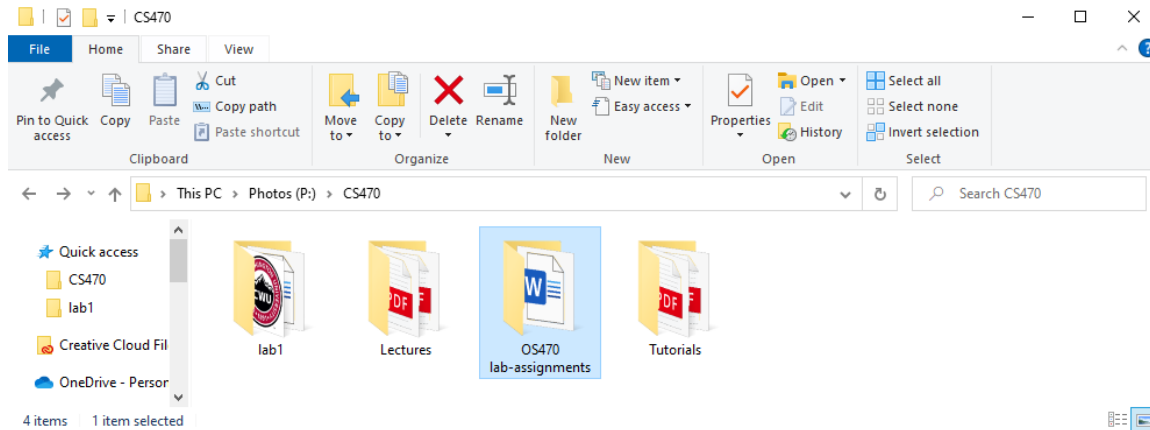 CS470
File Home Share View
Pin to Quick access
Copy
Paste
Cut
Copy path
Paste shortcut
Clipboard
Move to
Copy to
Delete
Rename
Organize
New folder
New item
Easy access
New
Properties
Open
Edit
History
Open
Select all
Select none
Invert selection
Select
This PC > Photos (P:) > CS470
Search CS470
Quick access
CS470
lab1
Creative Cloud Fil
OneDrive - Person
PDF
W
PDF
CWU
lab1
Lectures
OS470
lab-assignments
Tutorials
4 items 1 item selected